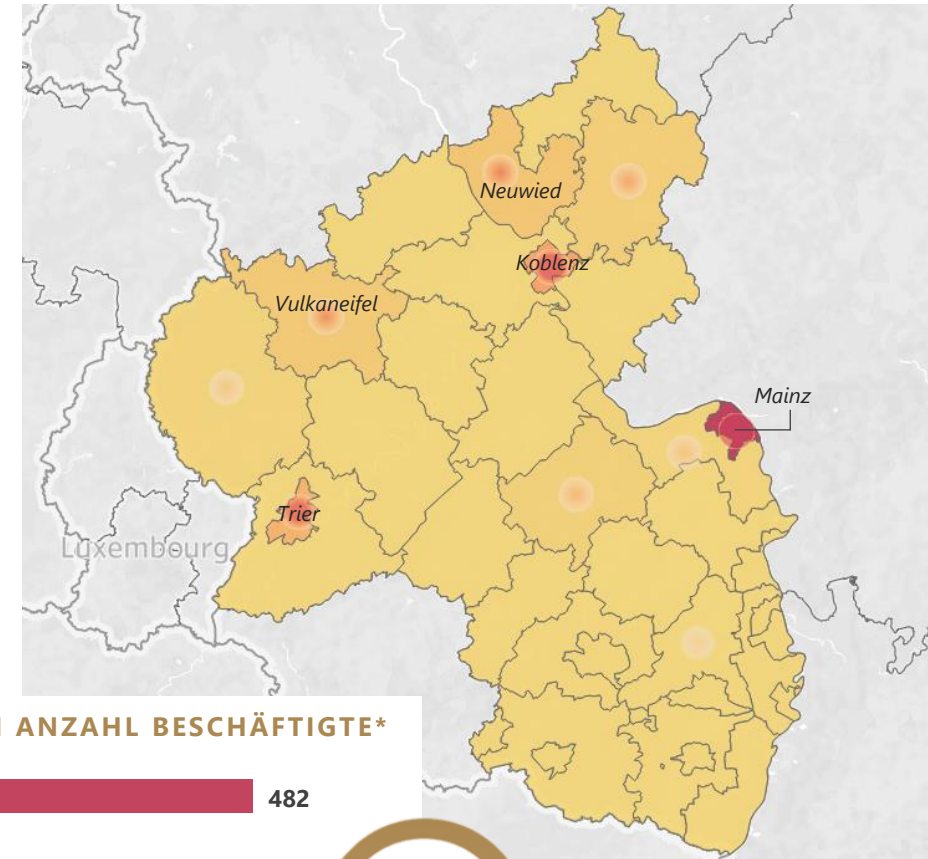 Neuwied
Koblenz
Vulkaneifel
Mainz
Trier
Luxembourg
ANZAHL BESCHÄFTIGTE*
482